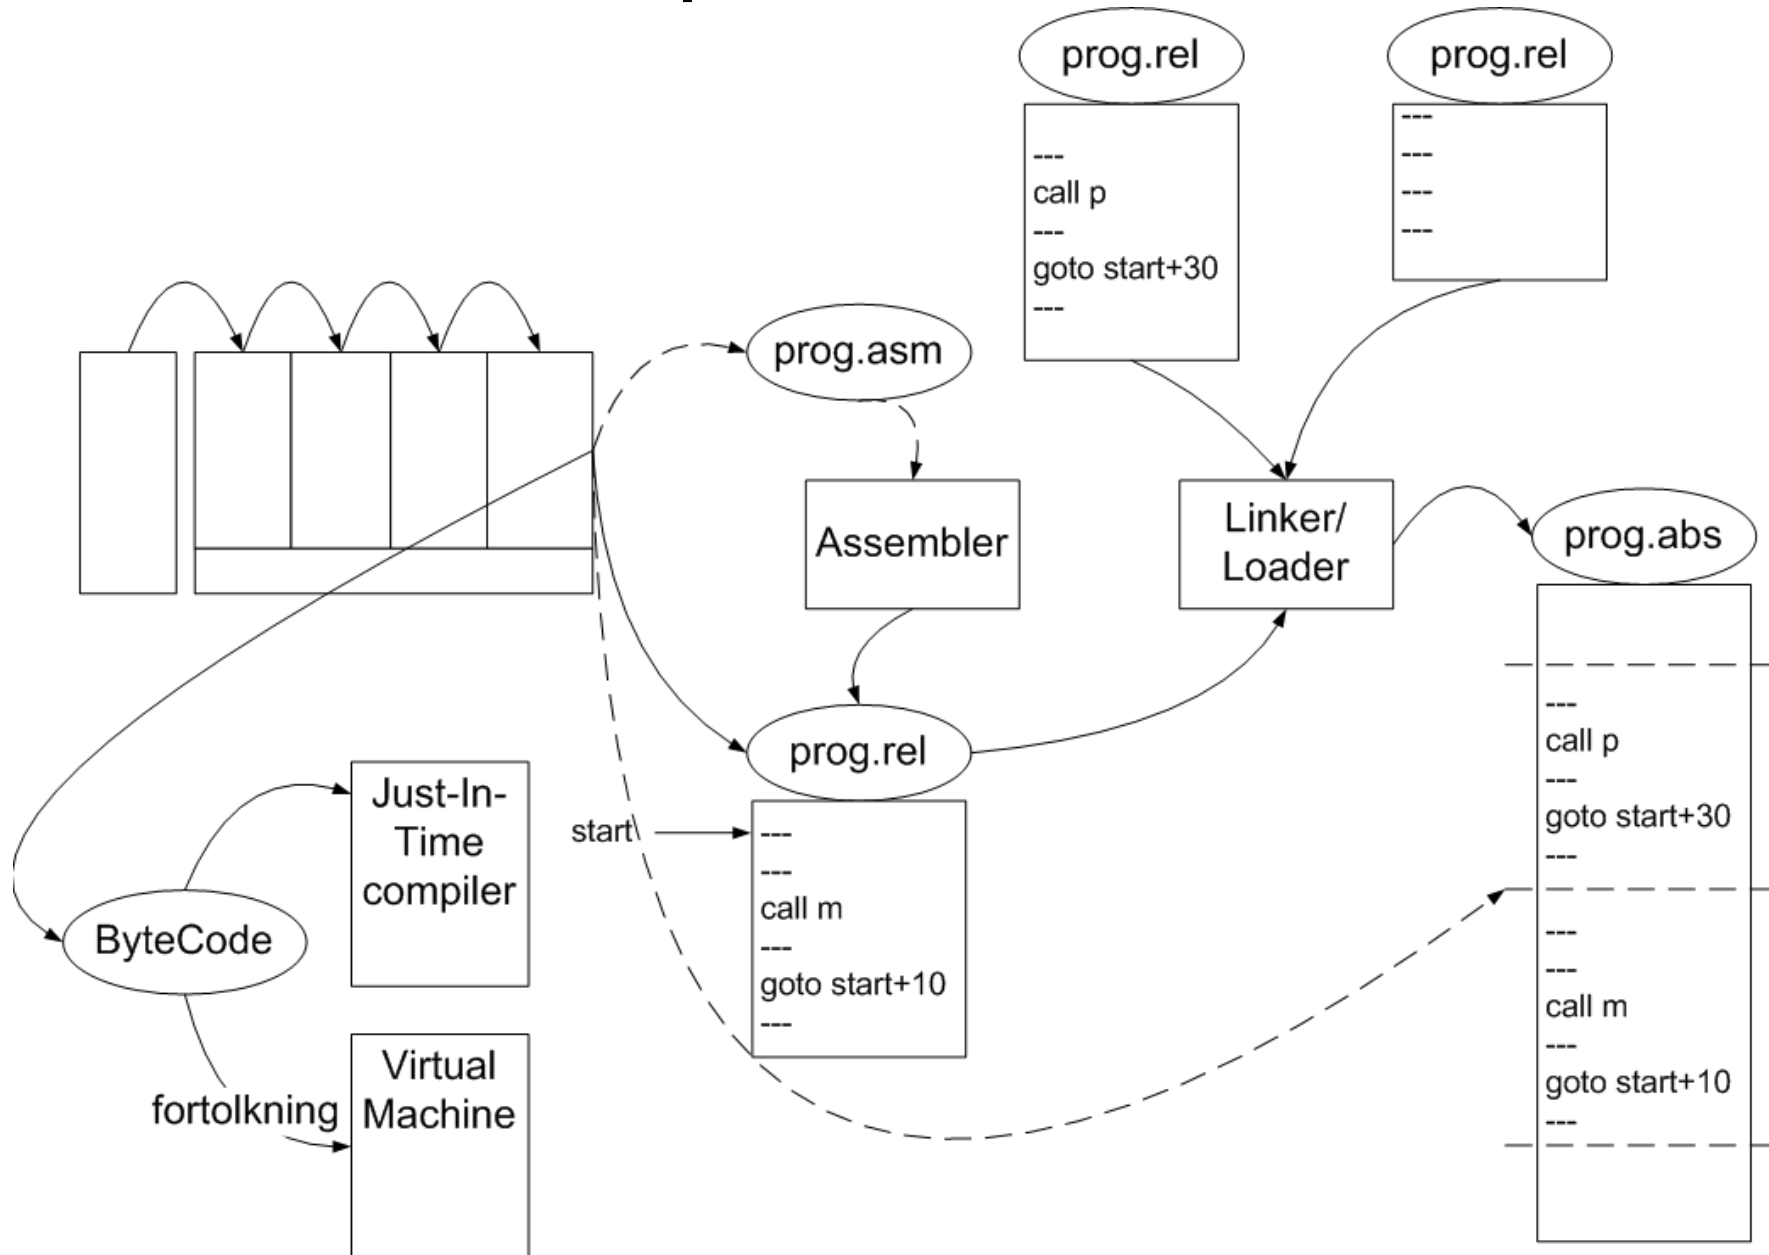 prog.rel
---
call p
---
goto start+30
---
prog.rel
---
---
---
---
prog.asm
Assembler
Linker/
Loader
prog.abs
---
call p
---
goto start+30
---
---
---
call m
---
goto start+10
---
prog.rel
start
---
---
call m
---
goto start+10
---
Just-In-
Time
compiler
ByteCode
fortolkning
Virtual
Machine